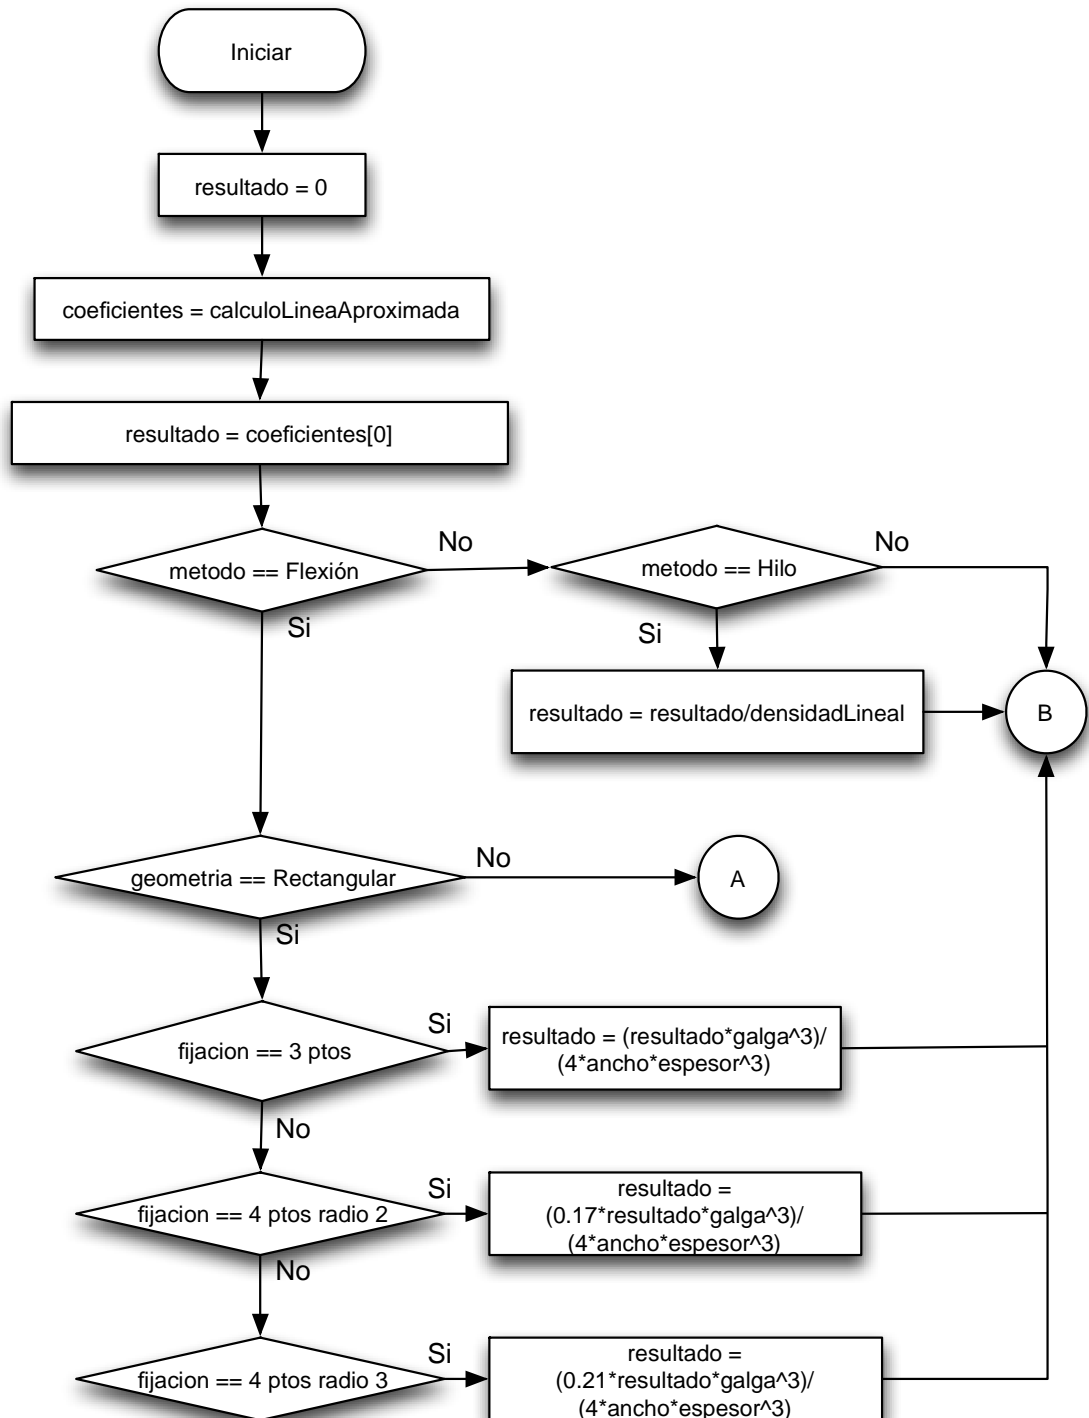 Iniciar
resultado = 0
coeficientes = calculoLineaAproximada
resultado = coeficientes[0]
metodo == Flexión
No
metodo == Hilo
No
Si
Si
resultado = resultado/densidadLineal
B
geometria == Rectangular
No
A
Si
fijacion == 3 ptos
Si
resultado = (resultado*galga^3)/
(4*ancho*espesor^3)
No
fijacion == 4 ptos radio 2
Si
resultado =
(0.17*resultado*galga^3)/
(4*ancho*espesor^3)
No
fijacion == 4 ptos radio 3
Si
resultado =
(0.21*resultado*galga^3)/
(4*ancho*espesor^3)